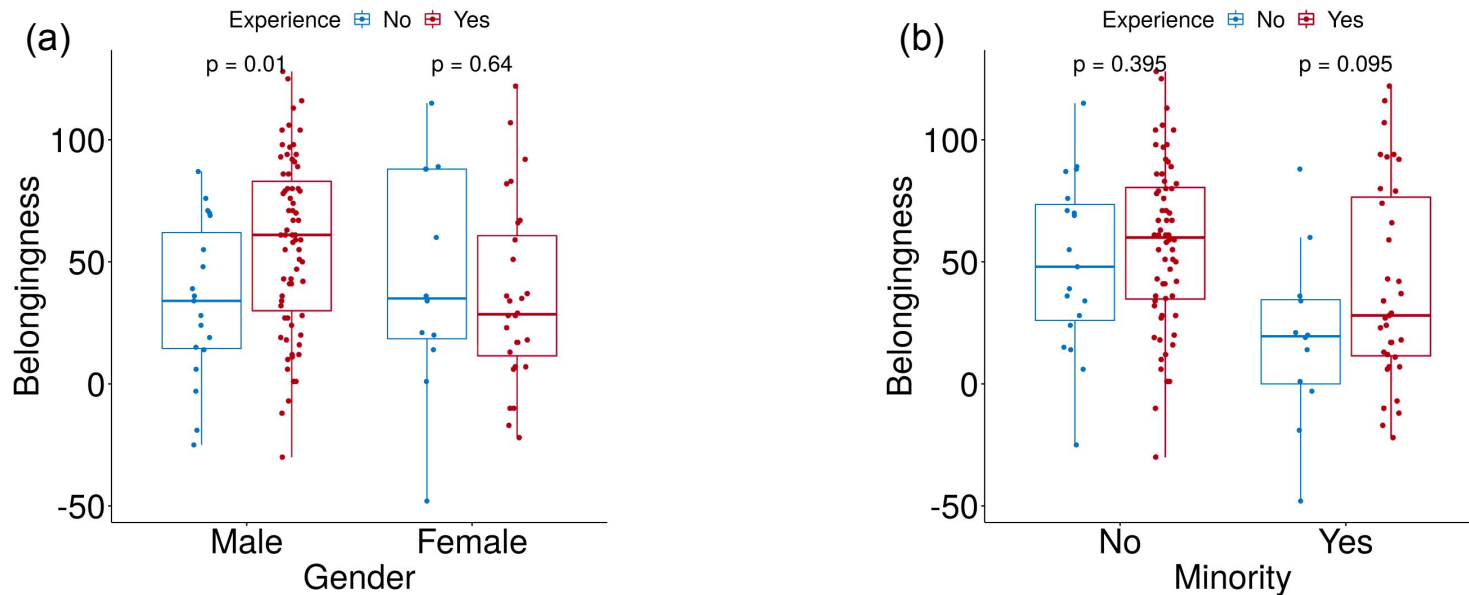 (a)
Experience No Yes
p = 0.01
p = 0.64
100
50
0
-50
Belongingness
Male
Female
Gender
(b)
Experience No Yes
p = 0.395
p = 0.095
100
50
0
-50
Belongingness
No
Yes
Minority